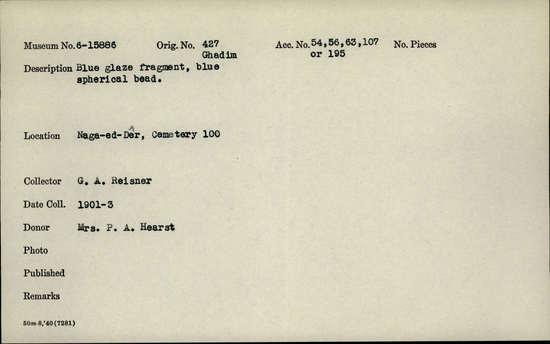 Museum No. 6-15886 Orig. No. 427 Acc. No. 54,56,63,107 No. Pieces
Ghadim or 195
Description Blue glaze fragment, blue
spherical bead.
Location Naga-ed-Dêr, Cemetery 100
Collector G. A. Reisner
Date Coll. 1901-3
Donor Mrs. P. A. Hearst
Photo
Published
Remarks
50m-8,'40(7281)